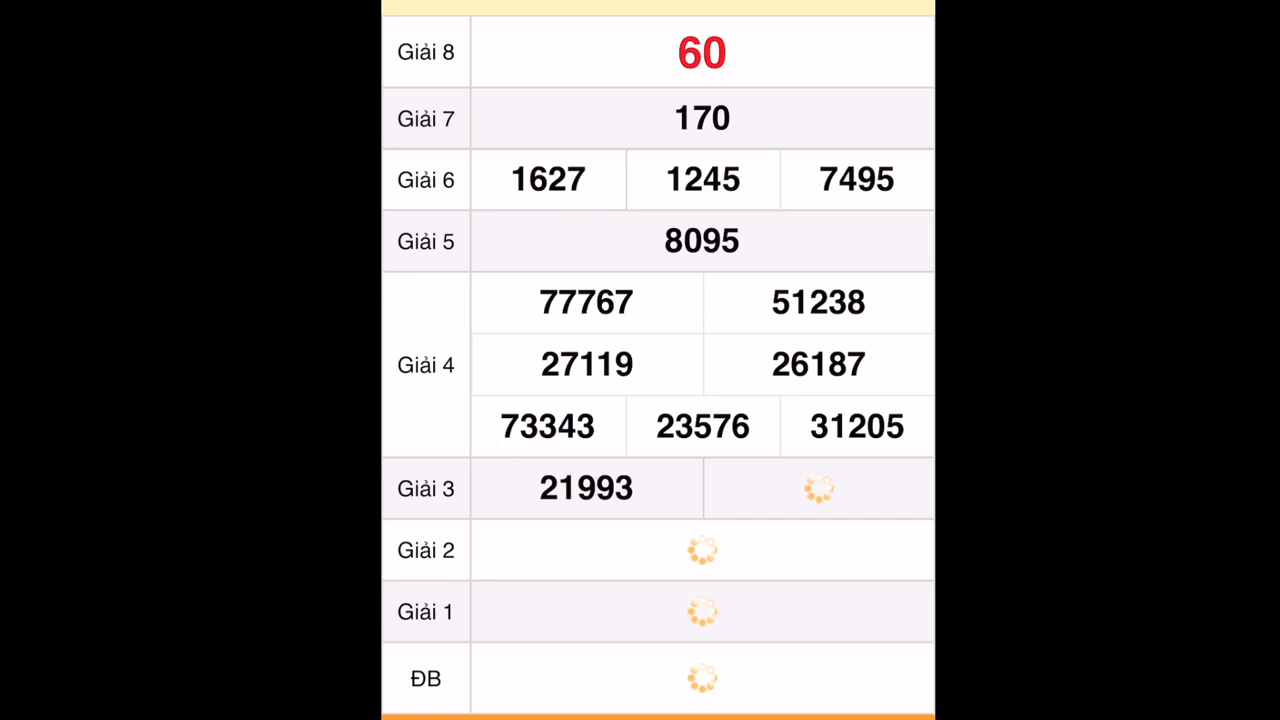 Giải 8 60
Giải 7 170
Giải 6 1627 1245 7495
Giải 5 8095
77767 51238
Giải 4 27119 26187
73343 23576 31205
Giải 3 21993
Giải 2
Giải 1
ĐB